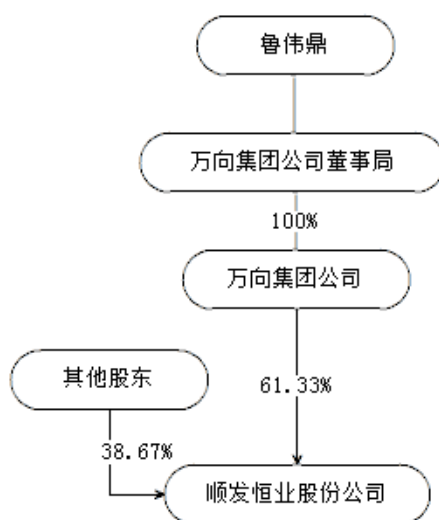 鲁伟鼎
万向集团公司董事局
100%
万向集团公司
其他股东
61.33%
38.67%
顺发恒业股份公司